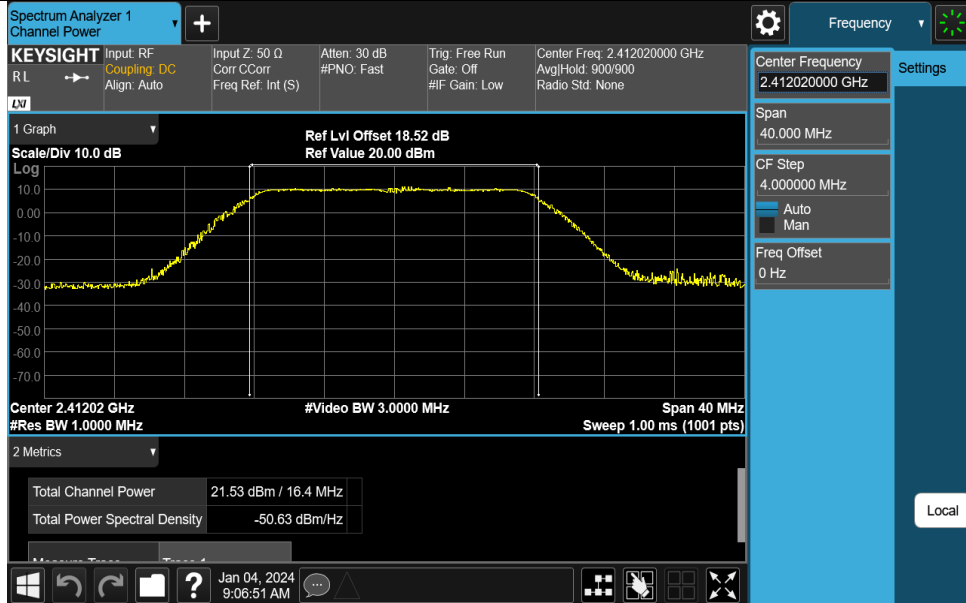 Spectrum Analyzer 1
Channel Power
+
Frequency
KEYSIGHT
Input: RF
Coupling: DC
Align: Auto
R L
LXI
Input Z: 50 Ω
Corr CCorr
Freq Ref: Int (S)
Atten: 30 dB
#PNO: Fast
Trig: Free Run
Gate: Off
#IF Gain: Low
Center Freq: 2.412020000 GHz
Avg|Hold: 900/900
Radio Std: None
Center Frequency
2.412020000 GHz
Settings
Span
40.000 MHz
CF Step
4.000000 MHz
Auto
Man
Freq Offset
0 Hz
Local
1 Graph
Scale/Div 10.0 dB
Ref Lvl Offset 18.52 dB
Ref Value 20.00 dBm
Log
10.0
0.00
-10.0
-20.0
-30.0
-40.0
-50.0
-60.0
-70.0
Center 2.41202 GHz
#Res BW 1.0000 MHz
#Video BW 3.0000 MHz
Span 40 MHz
Sweep 1.00 ms (1001 pts)
2 Metrics
Total Channel Power
21.53 dBm / 16.4 MHz
Total Power Spectral Density
-50.63 dBm/Hz
Measure Trace
Trace 1
?
Jan 04, 2024
9:06:51 AM